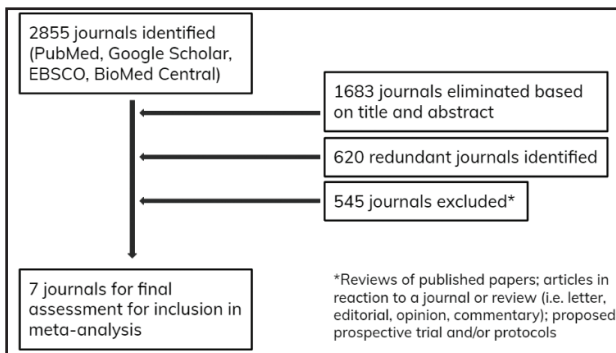 2855 journals identified
(PubMed, Google Scholar,
EBSCO, BioMed Central)
1683 journals eliminated based
on title and abstract
620 redundant journals identified
545 journals excluded*
7 journals for final
assessment for inclusion in
meta-analysis
*Reviews of published papers; articles in
reaction to a journal or review (i.e. letter,
editorial, opinion, commentary); proposed
prospective trial and/or protocols